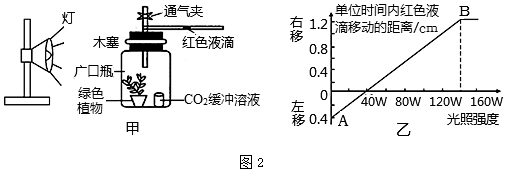 灯
通气夹
木塞
红色液滴
广口瓶
绿色
植物
CO2缓冲溶液
甲
单位时间内红色液
滴移动的距离/cm
右
移
1.2
0.8
0.4
0
左
移
0.4
A
B
40W 80W 120W 160W
光照强度
乙
图2